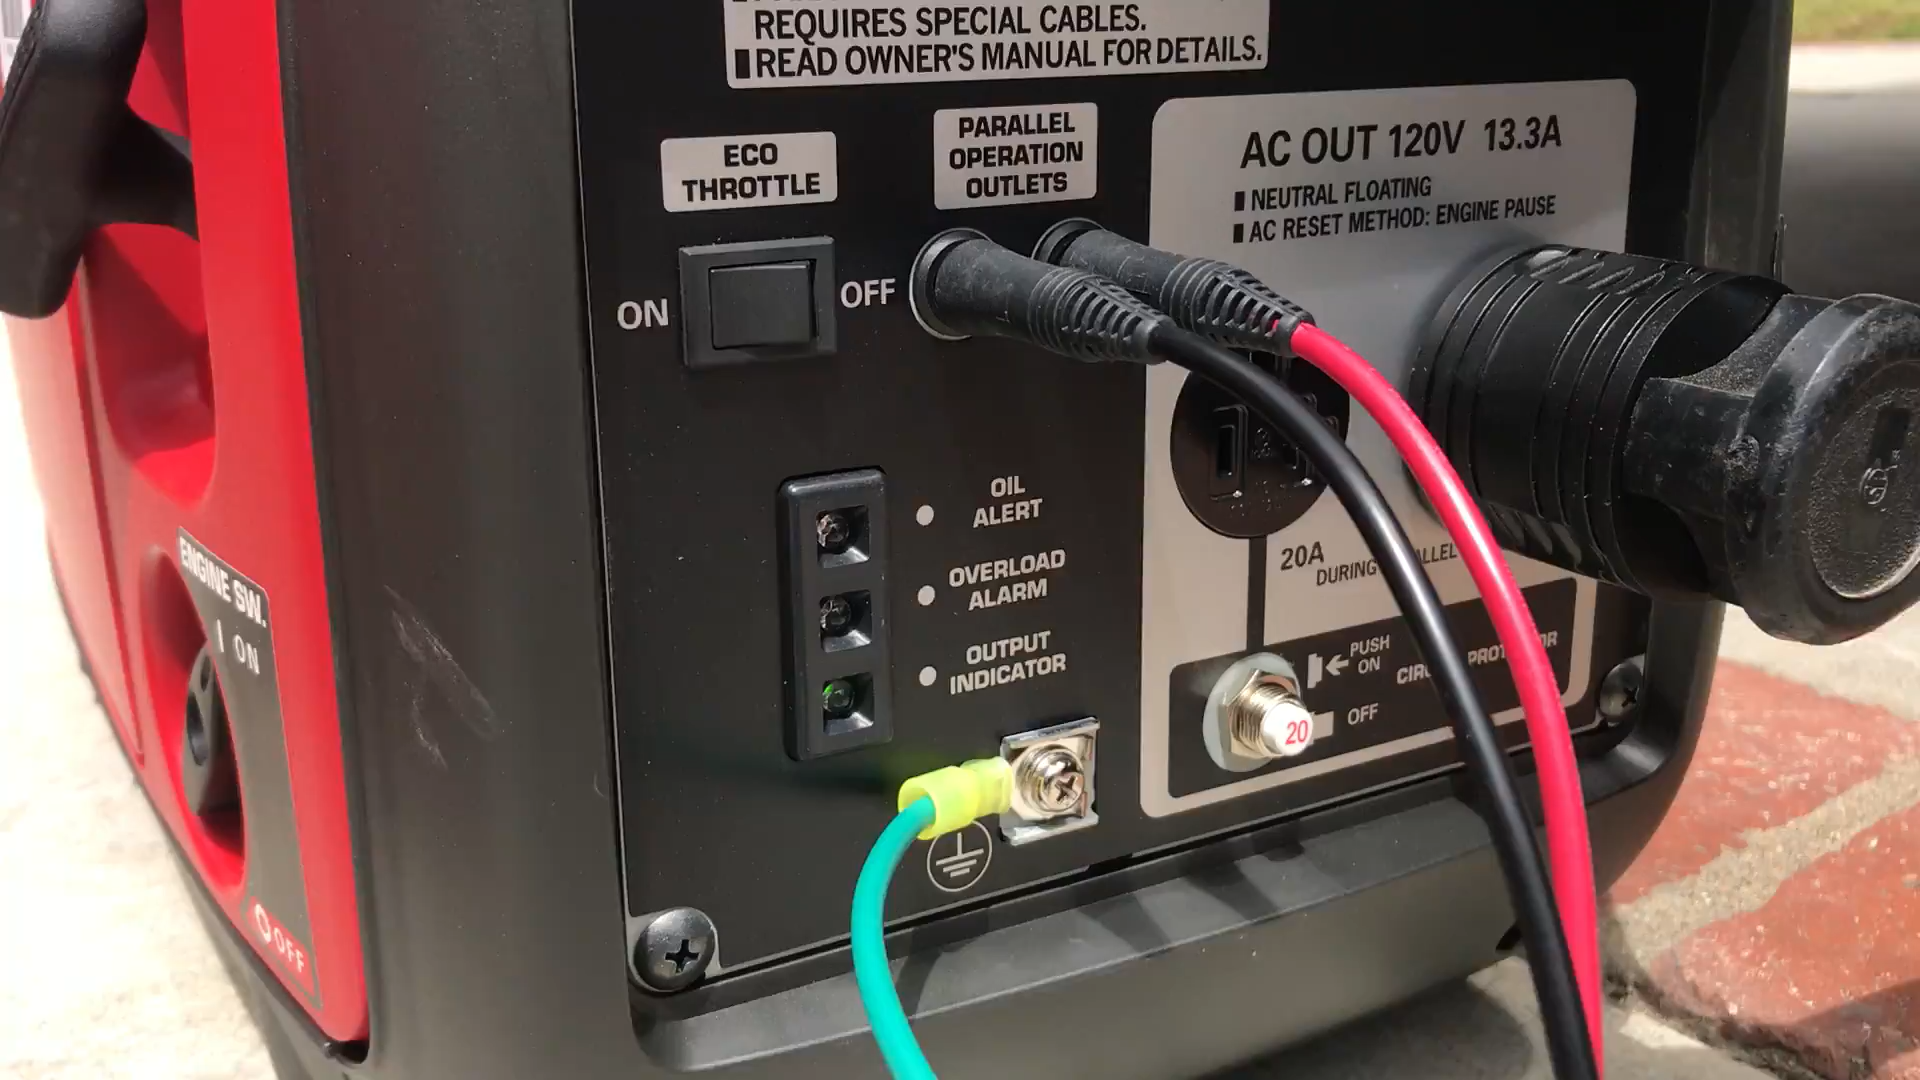 REQUIRES SPECIAL CABLES.
READ OWNER'S MANUAL FOR DETAILS.
ECO
THROTTLE
ON
OFF
PARALLEL
OPERATION
OUTLETS
AC OUT 120V 13.3A
NEUTRAL FLOATING
AC RESET METHOD: ENGINE PAUSE
OIL
ALERT
OVERLOAD
ALARM
OUTPUT
INDICATOR
20A
DURING
PUSH
ON
OFF
20
ENGINE SW.
I ON
O OFF